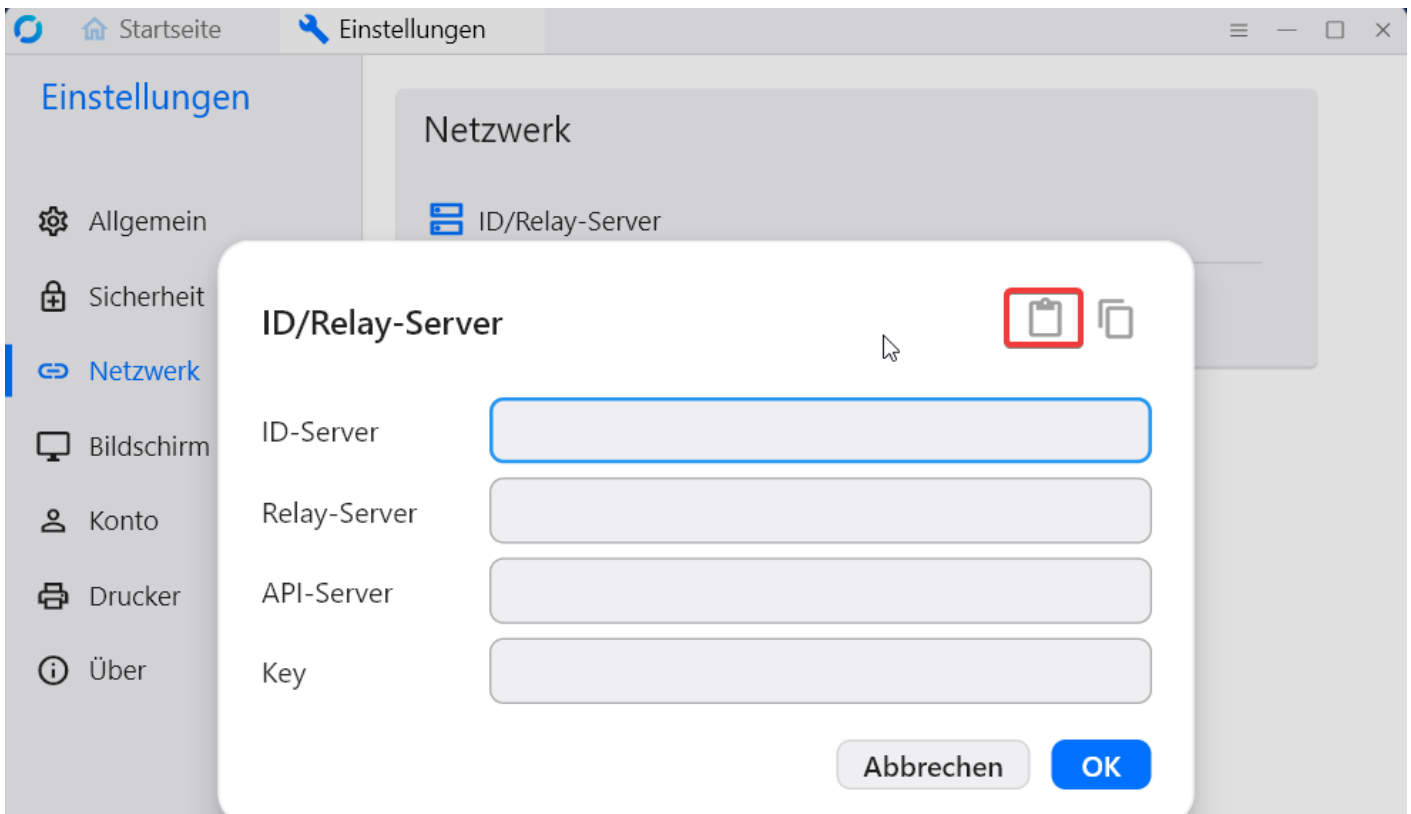 Startseite
Einstellungen
Einstellungen
Allgemein
Sicherheit
Netzwerk
Bildschirm
Konto
Drucker
Über
Netzwerk
ID/Relay-Server
ID/Relay-Server
ID-Server
Relay-Server
API-Server
Key
Abbrechen
OK